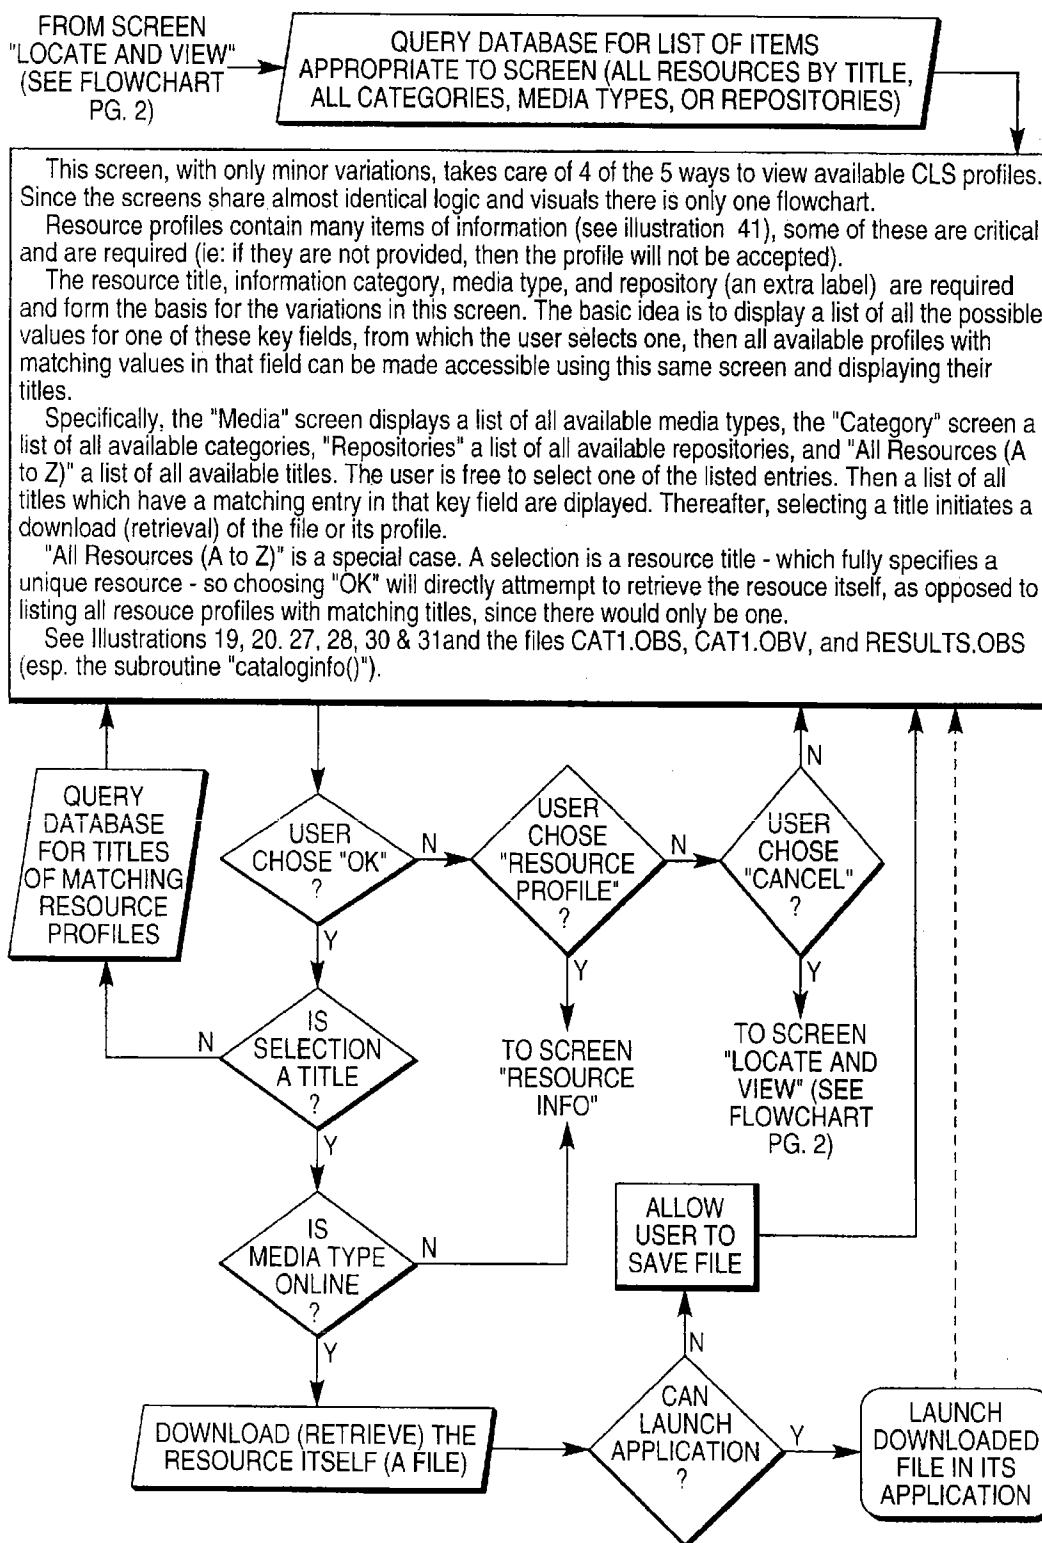 FROM SCREEN
"LOCATE AND VIEW"
(SEE FLOWCHART
PG. 2)
QUERY DATABASE FOR LIST OF ITEMS
APPROPRIATE TO SCREEN (ALL RESOURCES BY TITLE,
ALL CATEGORIES, MEDIA TYPES, OR REPOSITORIES)
This screen, with only minor variations, takes care of 4 of the 5 ways to view available CLS profiles.
Since the screens share almost identical logic and visuals there is only one flowchart.
Resource profiles contain many items of information (see illustration 41), some of these are critical
and are required (ie: if they are not provided, then the profile will not be accepted).
The resource title, information category, media type, and repository (an extra label) are required
and form the basis for the variations in this screen. The basic idea is to display a list of all the possible
values for one of these key fields, from which the user selects one, then all available profiles with
matching values in that field can be made accessible using this same screen and displaying their
titles.
Specifically, the "Media" screen displays a list of all available media types, the "Category" screen a
list of all available categories, "Repositories" a list of all available repositories, and "All Resources (A
to Z)" a list of all available titles. The user is free to select one of the listed entries. Then a list of all
titles which have a matching entry in that key field are diplayed. Thereafter, selecting a title initiates a
download (retrieval) of the file or its profile.
"All Resources (A to Z)" is a special case. A selection is a resource title - which fully specifies a
unique resource - so choosing "OK" will directly attmempt to retrieve the resouce itself, as opposed to
listing all resouce profiles with matching titles, since there would only be one.
See Illustrations 19, 20. 27, 28, 30 & 31and the files CAT1.OBS, CAT1.OBV, and RESULTS.OBS
(esp. the subroutine "cataloginfo()").
QUERY
DATABASE
FOR TITLES
OF MATCHING
RESOURCE
PROFILES
USER
CHOSE "OK"
?
N
Y
USER
CHOSE
"RESOURCE
PROFILE"
?
N
Y
USER
CHOSE
"CANCEL"
?
N
Y
IS
SELECTION
A TITLE
?
N
Y
TO SCREEN
"RESOURCE
INFO"
TO SCREEN
"LOCATE AND
VIEW" (SEE
FLOWCHART
PG. 2)
IS
MEDIA TYPE
ONLINE
?
N
Y
ALLOW
USER TO
SAVE FILE
DOWNLOAD (RETRIEVE) THE
RESOURCE ITSELF (A FILE)
CAN
LAUNCH
APPLICATION
?
N
Y
LAUNCH
DOWNLOADED
FILE IN ITS
APPLICATION